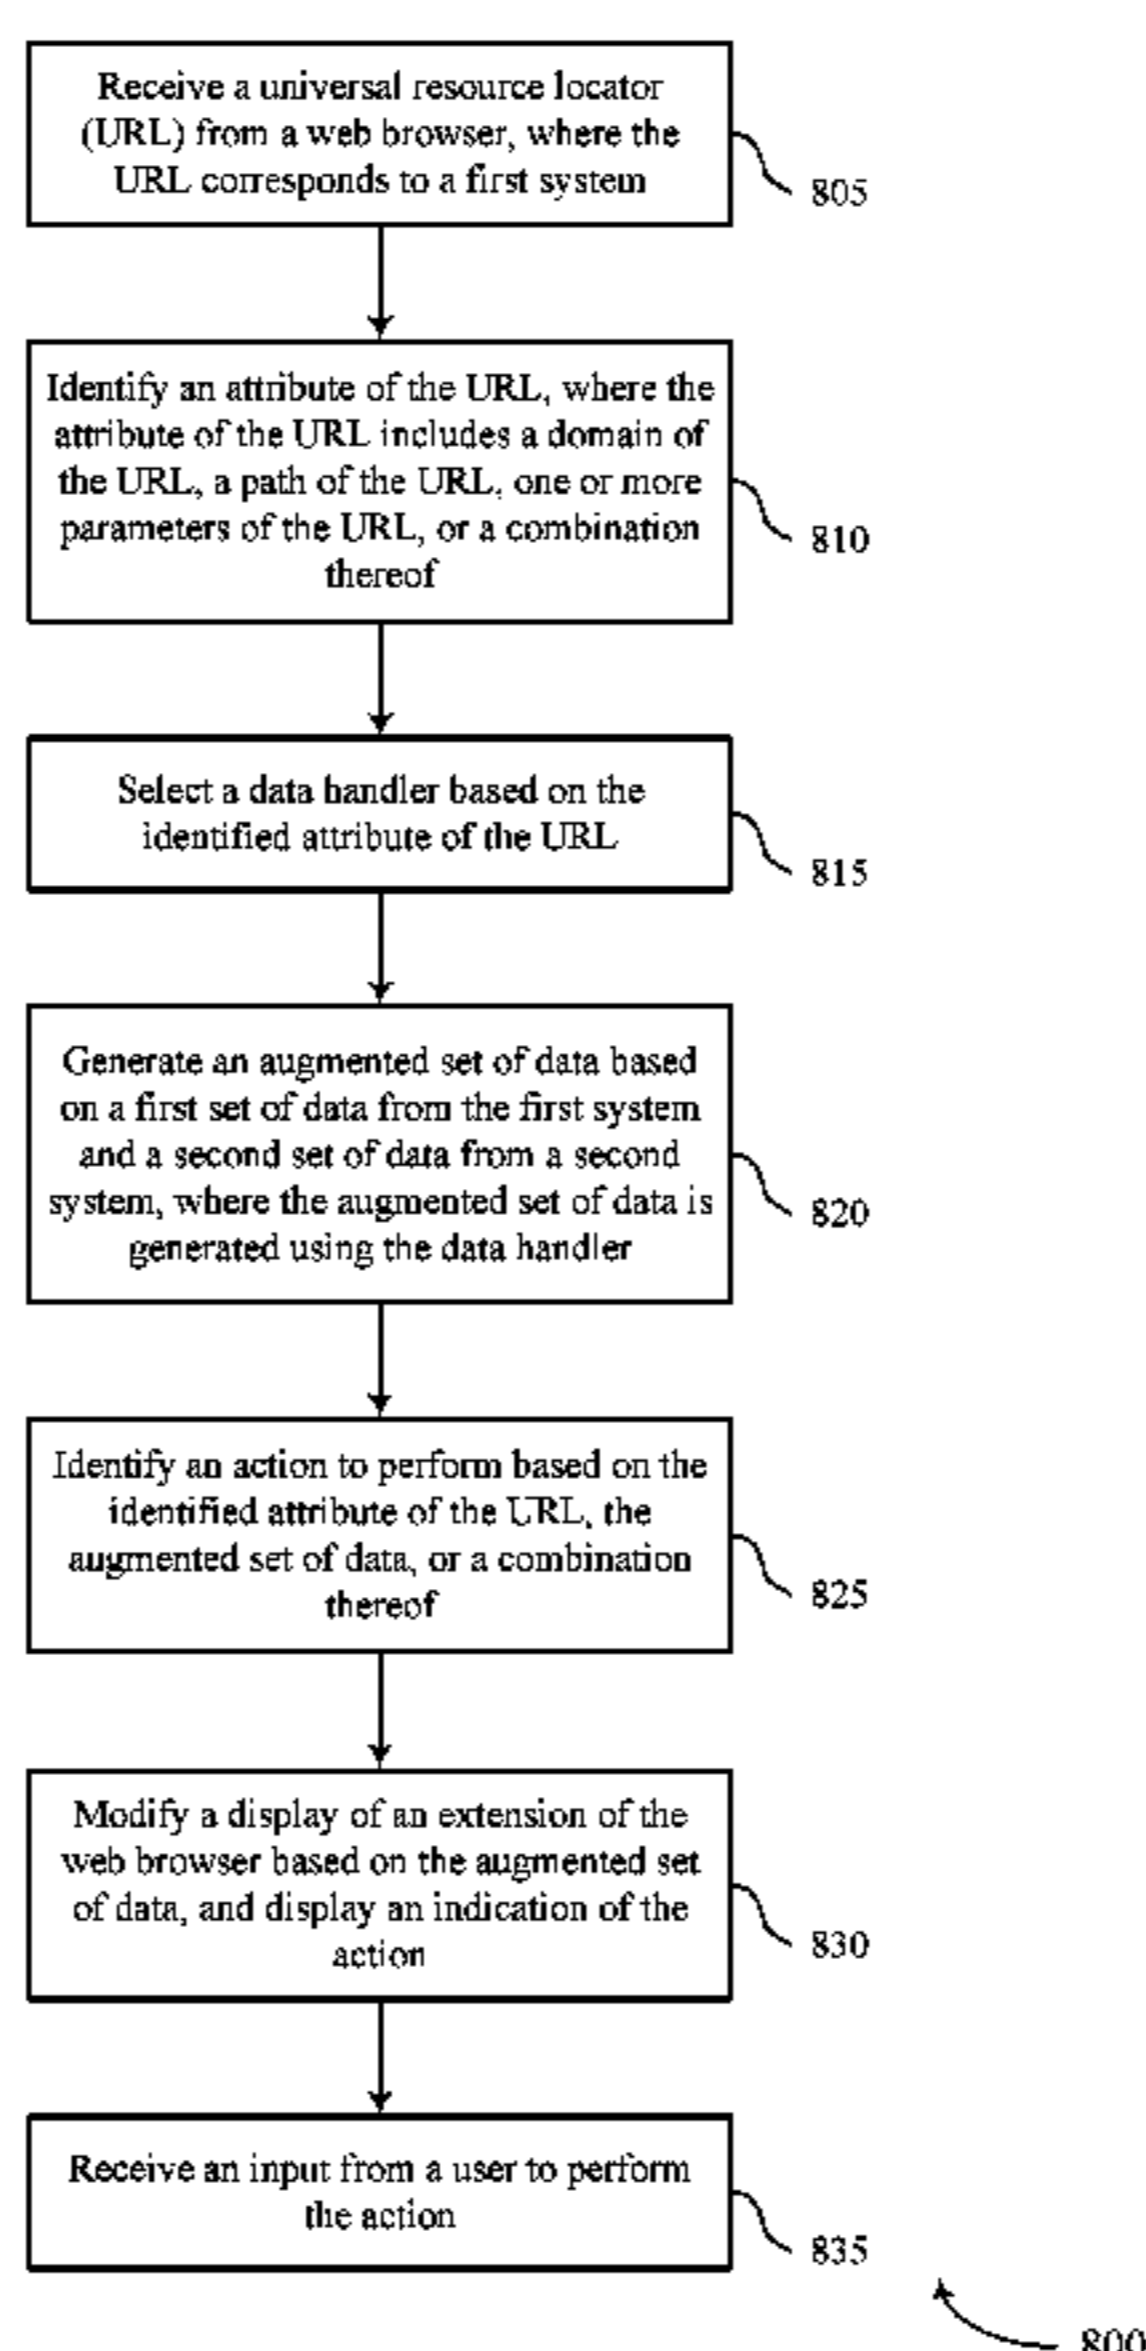 Receive a universal resource locator
(URL) from a web browser, where the
URL corresponds to a first system
805
Identify an attribute of the URL, where the
attribute of the URL includes a domain of
the URL, a path of the URL, one or more
parameters of the URL, or a combination
thereof
810
Select a data handler based on the
identified attribute of the URL
815
Generate an augmented set of data based
on a first set of data from the first system
and a second set of data from a second
system, where the augmented set of data is
generated using the data handler
820
Identify an action to perform based on the
identified attribute of the URL, the
augmented set of data, or a combination
thereof
825
Modify a display of an extension of the
web browser based on the augmented set
of data, and display an indication of the
action
830
Receive an input from a user to perform
the action
835
800